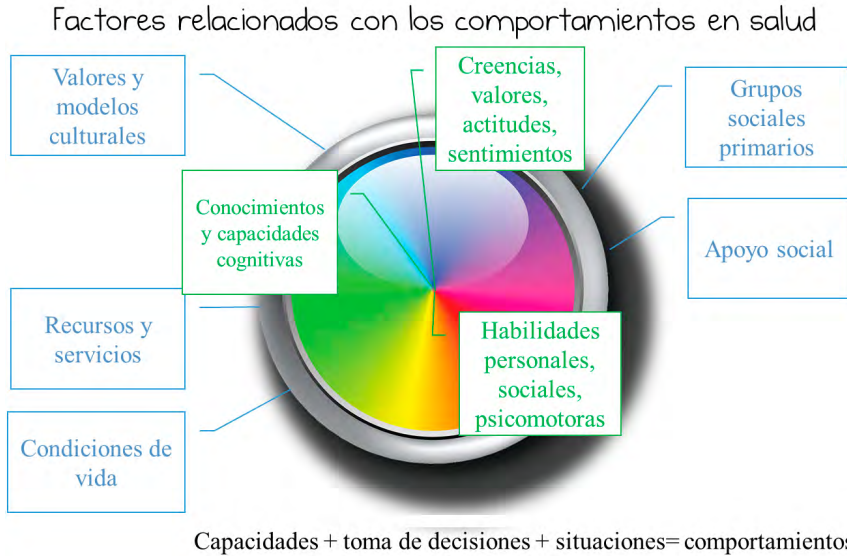 Factores relacionados con los comportamientos en salud
Valores y
modelos
culturales
Creencias,
valores,
actitudes,
sentimientos
Grupos
sociales
primarios
Conocimientos
y capacidades
cognitivas
Apoyo social
Recursos y
servicios
Habilidades
personales,
sociales,
psicomotoras
Condiciones de
vida
Capacidades + toma de decisiones + situaciones= comportamientos